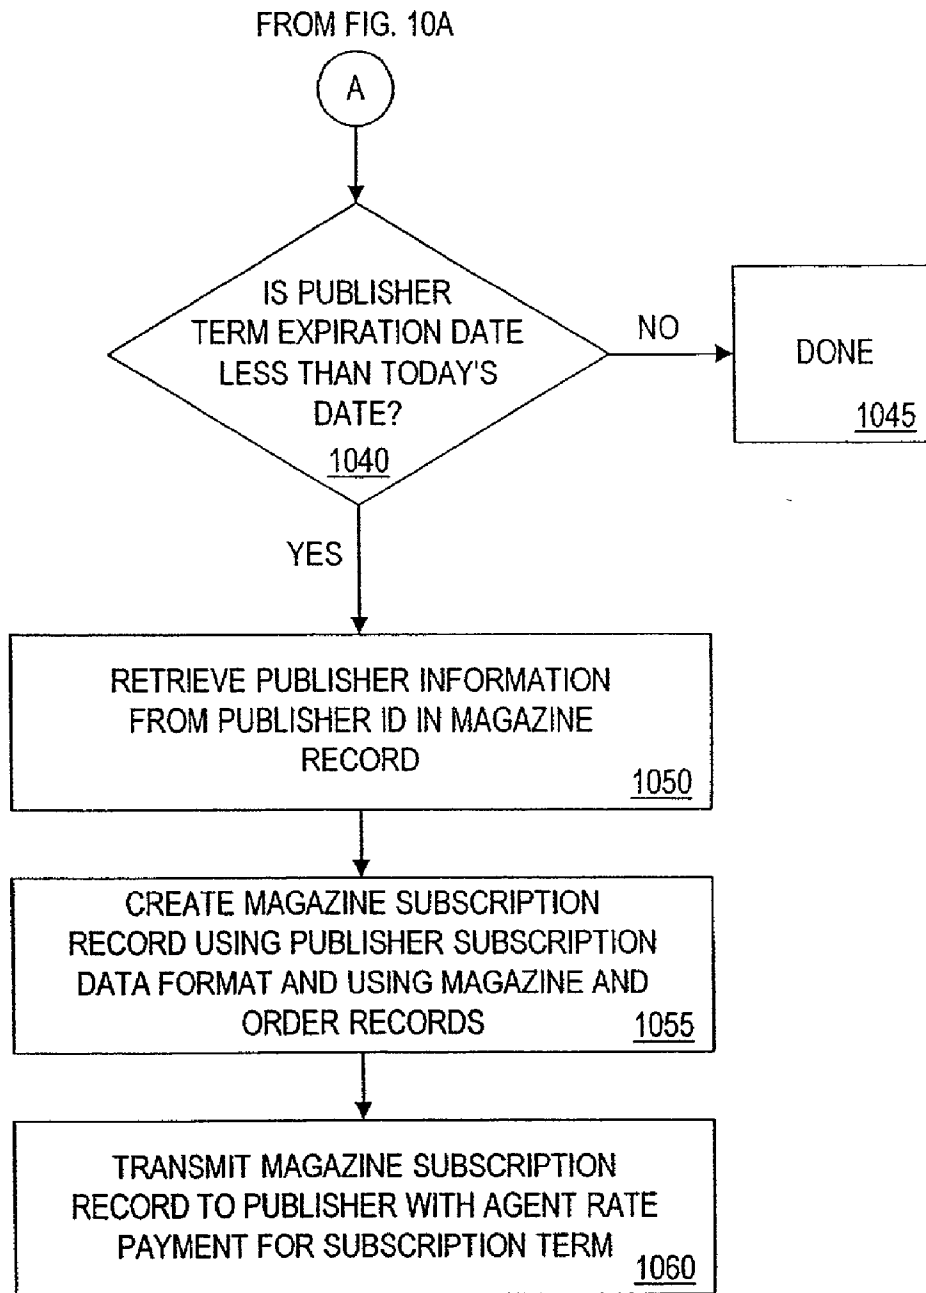 FROM FIG. 10A
A
IS PUBLISHER
TERM EXPIRATION DATE
LESS THAN TODAY'S
DATE?
1040
NO
DONE
1045
YES
RETRIEVE PUBLISHER INFORMATION
FROM PUBLISHER ID IN MAGAZINE
RECORD
1050
CREATE MAGAZINE SUBSCRIPTION
RECORD USING PUBLISHER SUBSCRIPTION
DATA FORMAT AND USING MAGAZINE AND
ORDER RECORDS
1055
TRANSMIT MAGAZINE SUBSCRIPTION
RECORD TO PUBLISHER WITH AGENT RATE
PAYMENT FOR SUBSCRIPTION TERM
1060